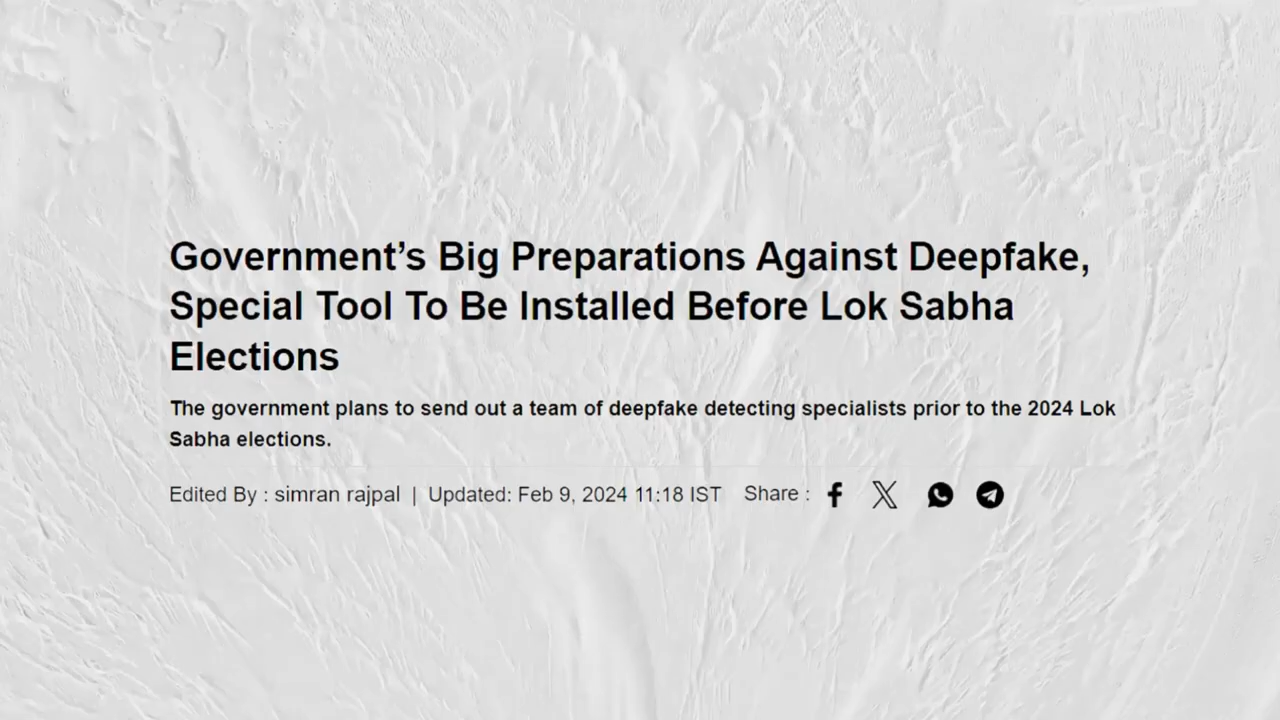 Government’s Big Preparations Against Deepfake,
Special Tool To Be Installed Before Lok Sabha
Elections
The government plans to send out a team of deepfake detecting specialists prior to the 2024 Lok
Sabha elections.
Edited By : simran rajpal | Updated: Feb 9, 2024 11:18 IST Share :